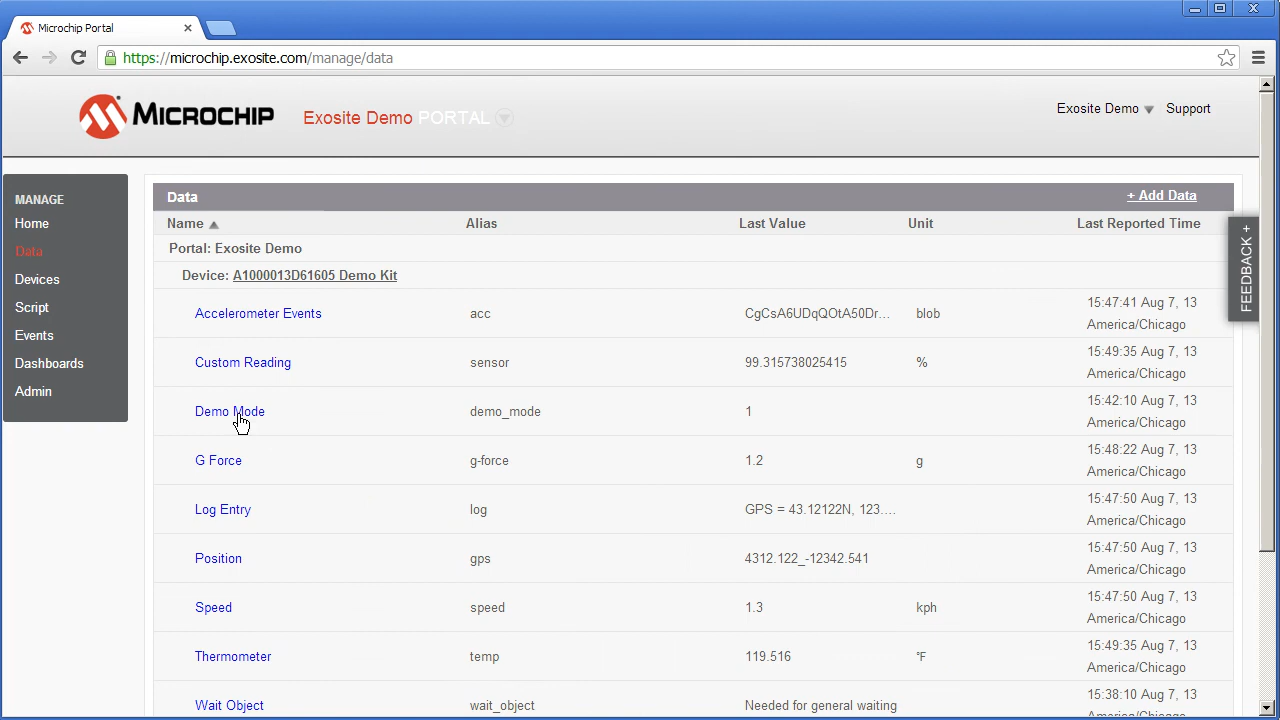 Microchip Portal
https://microchip.exosite.com/manage/data
MICROCHIP
Exosite Demo PORTAL
Exosite Demo
Support
MANAGE
Home
Data
Devices
Script
Events
Dashboards
Admin
Data
+ Add Data
Name Alias Last Value Unit Last Reported Time
Portal: Exosite Demo
Device: A1000013D61605 Demo Kit
Accelerometer Events acc CgCsA6UDqQOtA50Dr... blob 15:47:41 Aug 7, 13
America/Chicago
Custom Reading sensor 99.315738025415 % 15:49:35 Aug 7, 13
America/Chicago
Demo Mode demo_mode 1 15:42:10 Aug 7, 13
America/Chicago
G Force g-force 1.2 g 15:48:22 Aug 7, 13
America/Chicago
Log Entry log GPS = 43.12122N, 123.... 15:47:50 Aug 7, 13
America/Chicago
Position gps 4312.122_-12342.541 15:47:50 Aug 7, 13
America/Chicago
Speed speed 1.3 kph 15:47:50 Aug 7, 13
America/Chicago
Thermometer temp 119.516 °F 15:49:35 Aug 7, 13
America/Chicago
Wait Object wait_object Needed for general waiting 15:38:10 Aug 7, 13
America/Chicago
FEEDBACK +